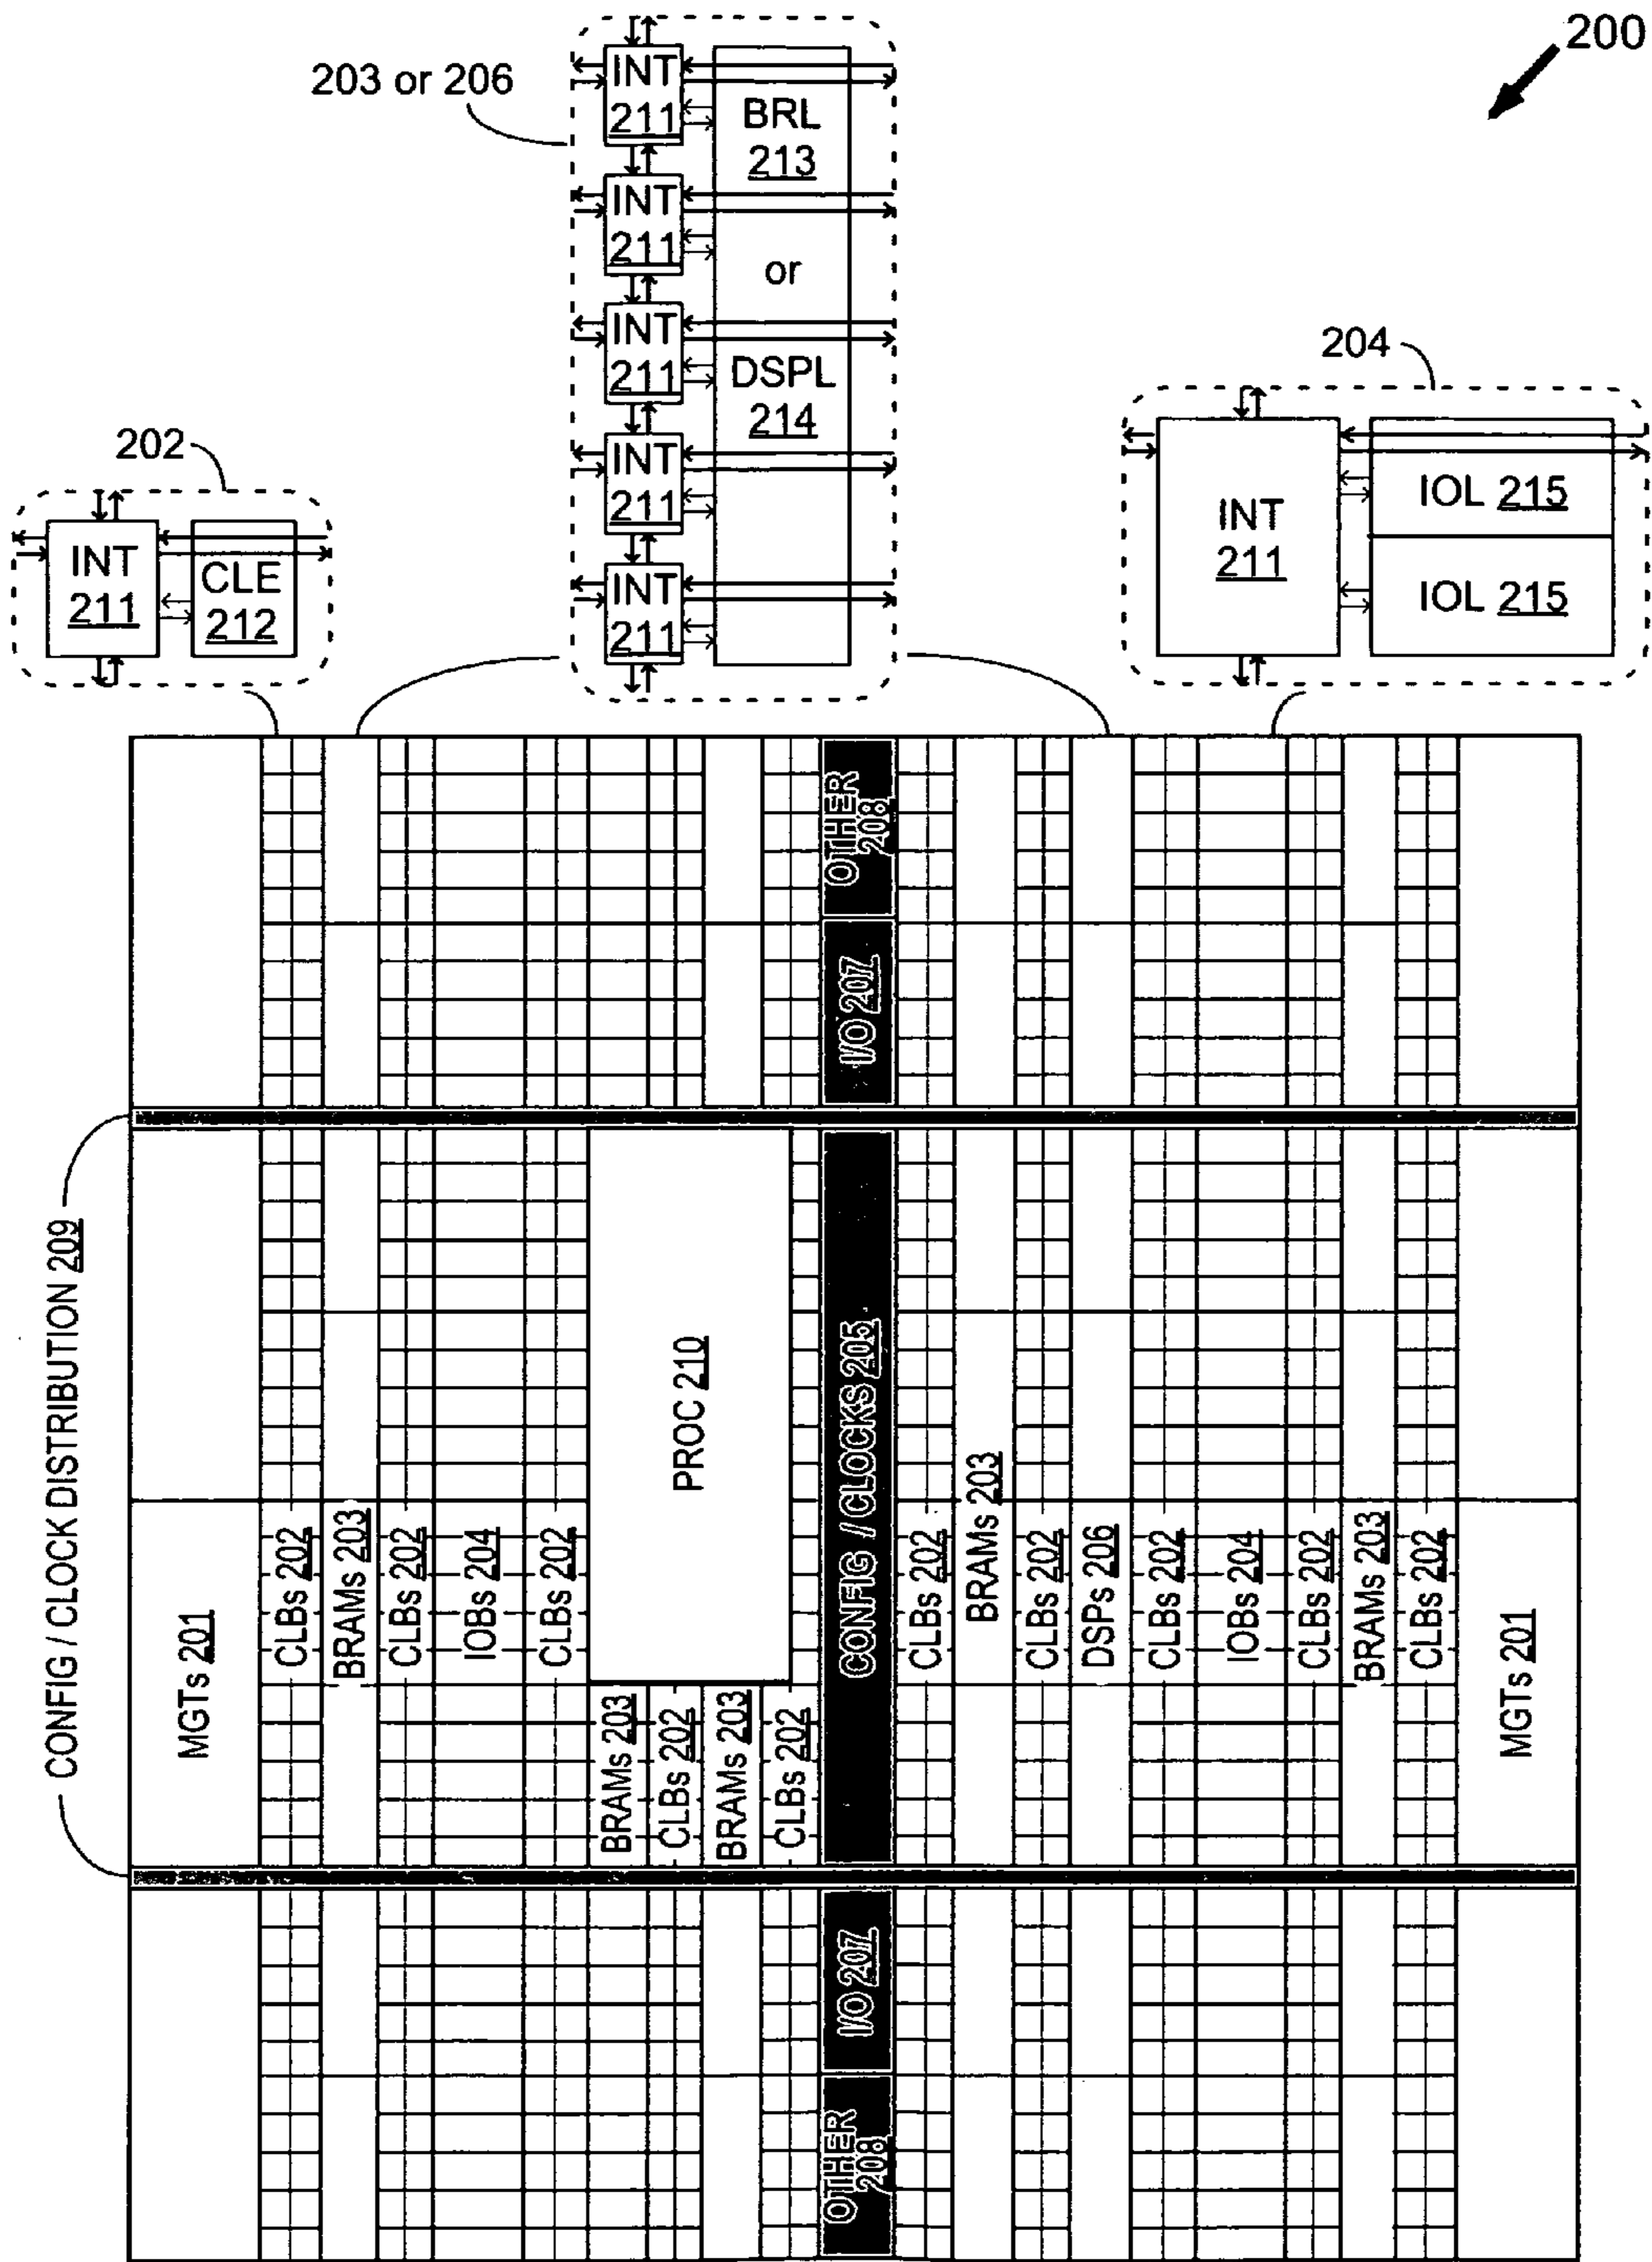 200
203 or 206
INT
211
INT
211
INT
211
INT
211
INT
211
BRL
213
or
DSPL
214
202
INT
211
CLE
212
204
INT
211
IOL 215
IOL 215
OTHER
208
I/O 207
CONFIG / CLOCK DISTRIBUTION 209
MGTs 201
CLBs 202
BRAMs 203
CLBs 202
IOBs 204
CLBs 202
PROC 210
BRAMs 203
CLBs 202
BRAMs 203
CLBs 202
CONFIG / CLOCKS 205
CLBs 202
BRAMs 203
CLBs 202
DSPs 206
CLBs 202
IOBs 204
CLBs 202
BRAMs 203
CLBs 202
MGTs 201
I/O 207
OTHER
208